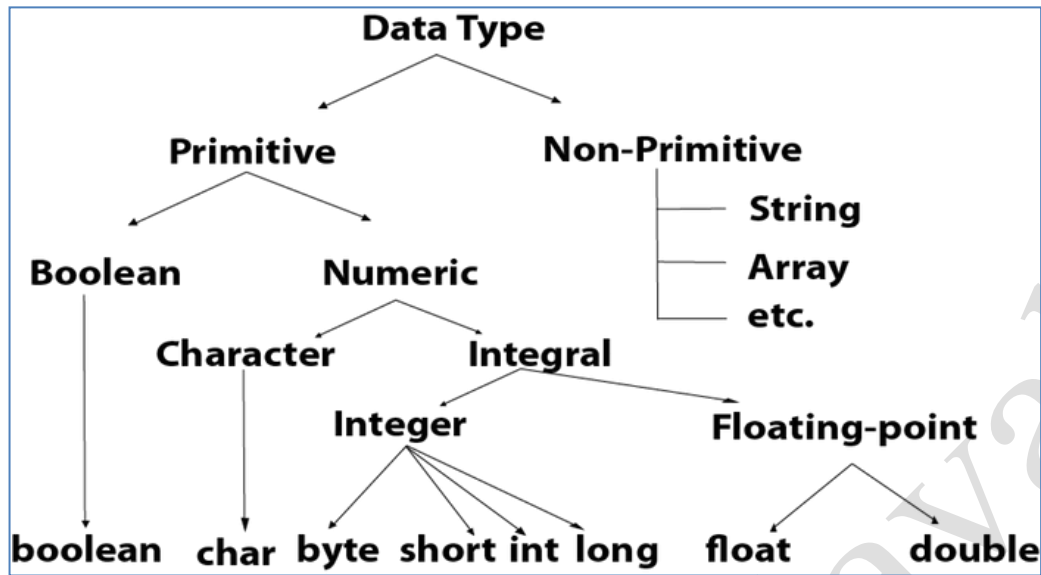 Data Type
Primitive
Non-Primitive
String
Array
etc.
Boolean
Numeric
Character
Integral
Integer
Floating-point
boolean
char
byte
short
int
long
float
double